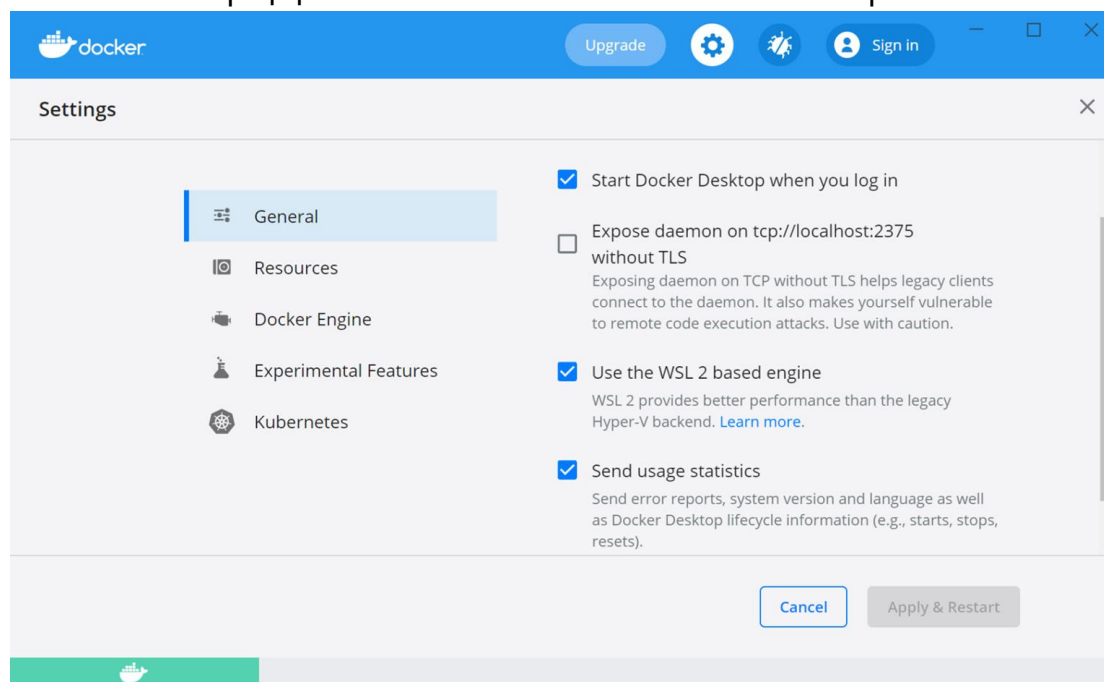 docker
Upgrade
Sign in
Settings
General
Resources
Docker Engine
Experimental Features
Kubernetes
Start Docker Desktop when you log in
Expose daemon on tcp://localhost:2375
without TLS
Exposing daemon on TCP without TLS helps legacy clients
connect to the daemon. It also makes yourself vulnerable
to remote code execution attacks. Use with caution.
Use the WSL 2 based engine
WSL 2 provides better performance than the legacy
Hyper-V backend. Learn more.
Send usage statistics
Send error reports, system version and language as well
as Docker Desktop lifecycle information (e.g., starts, stops,
resets).
Cancel
Apply & Restart